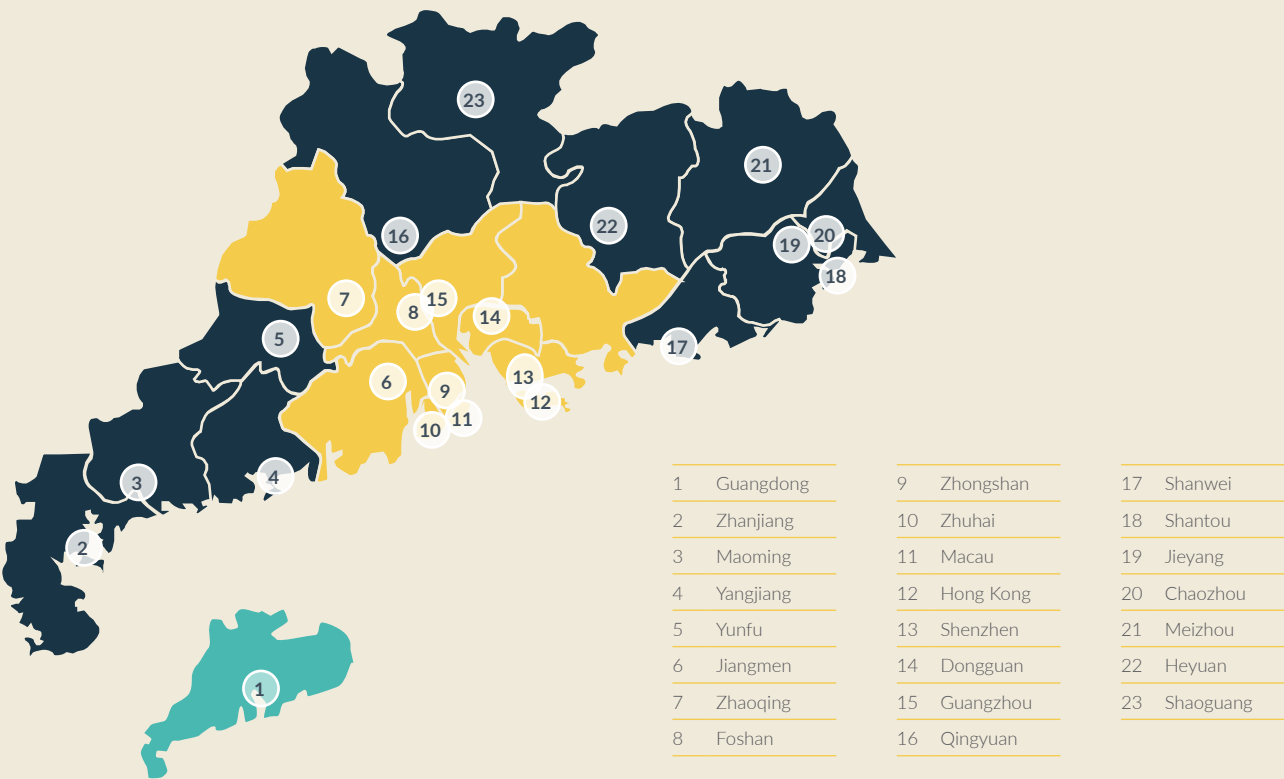 23
21
22
20
16
19
18
7
15
8
14
5
17
13
6
9
12
11
10
4
3
2
1
1 Guangdong
2 Zhanjiang
3 Maoming
4 Yangjiang
5 Yunfu
6 Jiangmen
7 Zhaoqing
8 Foshan
9 Zhongshan
10 Zhuhai
11 Macau
12 Hong Kong
13 Shenzhen
14 Dongguan
15 Guangzhou
16 Qingyuan
17 Shanwei
18 Shantou
19 Jieyang
20 Chaozhou
21 Meizhou
22 Heyuan
23 Shaoguang